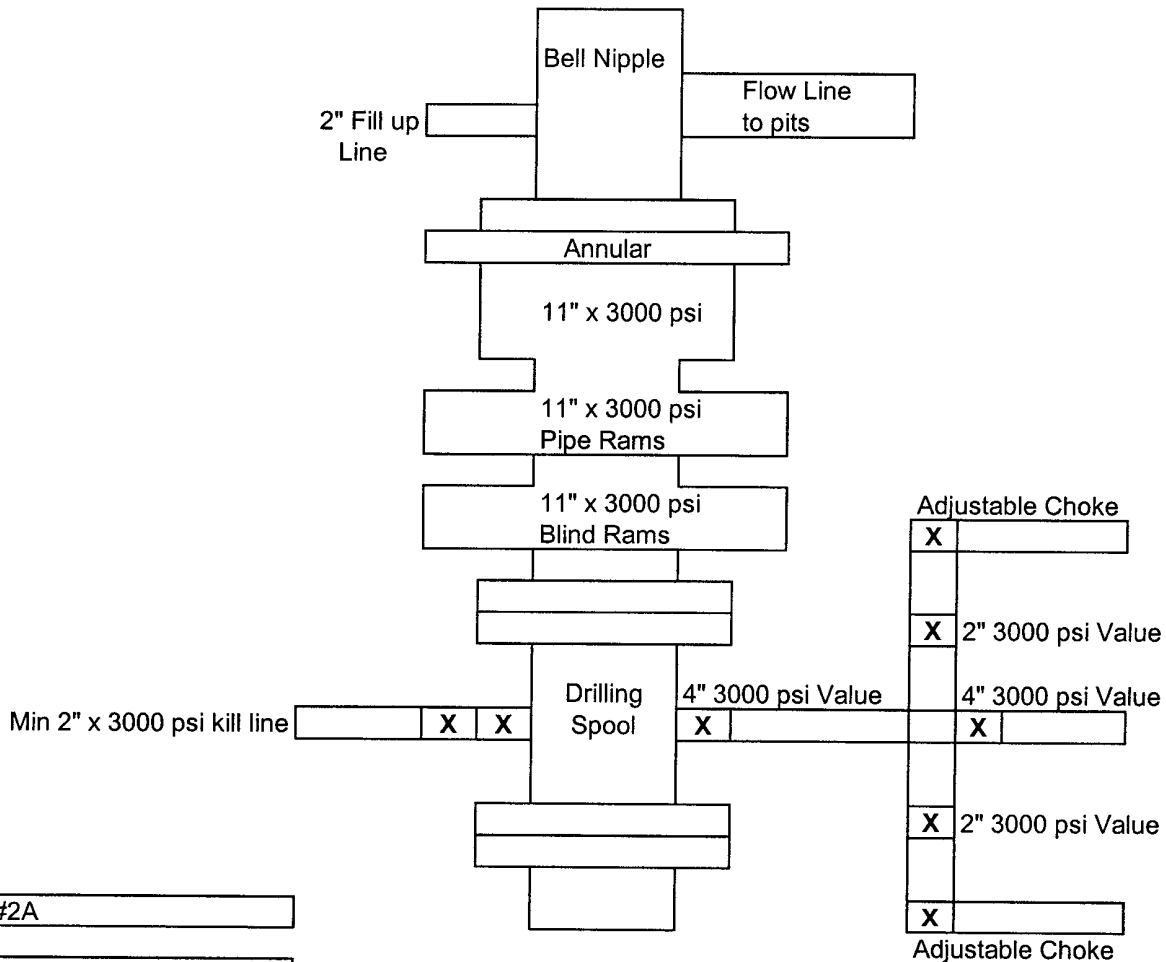 Bell Nipple
Flow Line
to pits
2" Fill up
Line
Annular
11" x 3000 psi
11" x 3000 psi
Pipe Rams
11" x 3000 psi
Blind Rams
Adjustable Choke
X
X 2" 3000 psi Value
Drilling
Spool
4" 3000 psi Value
4" 3000 psi Value
Min 2" x 3000 psi kill line
X X
X
X
X 2" 3000 psi Value
#2A
X
Adjustable Choke